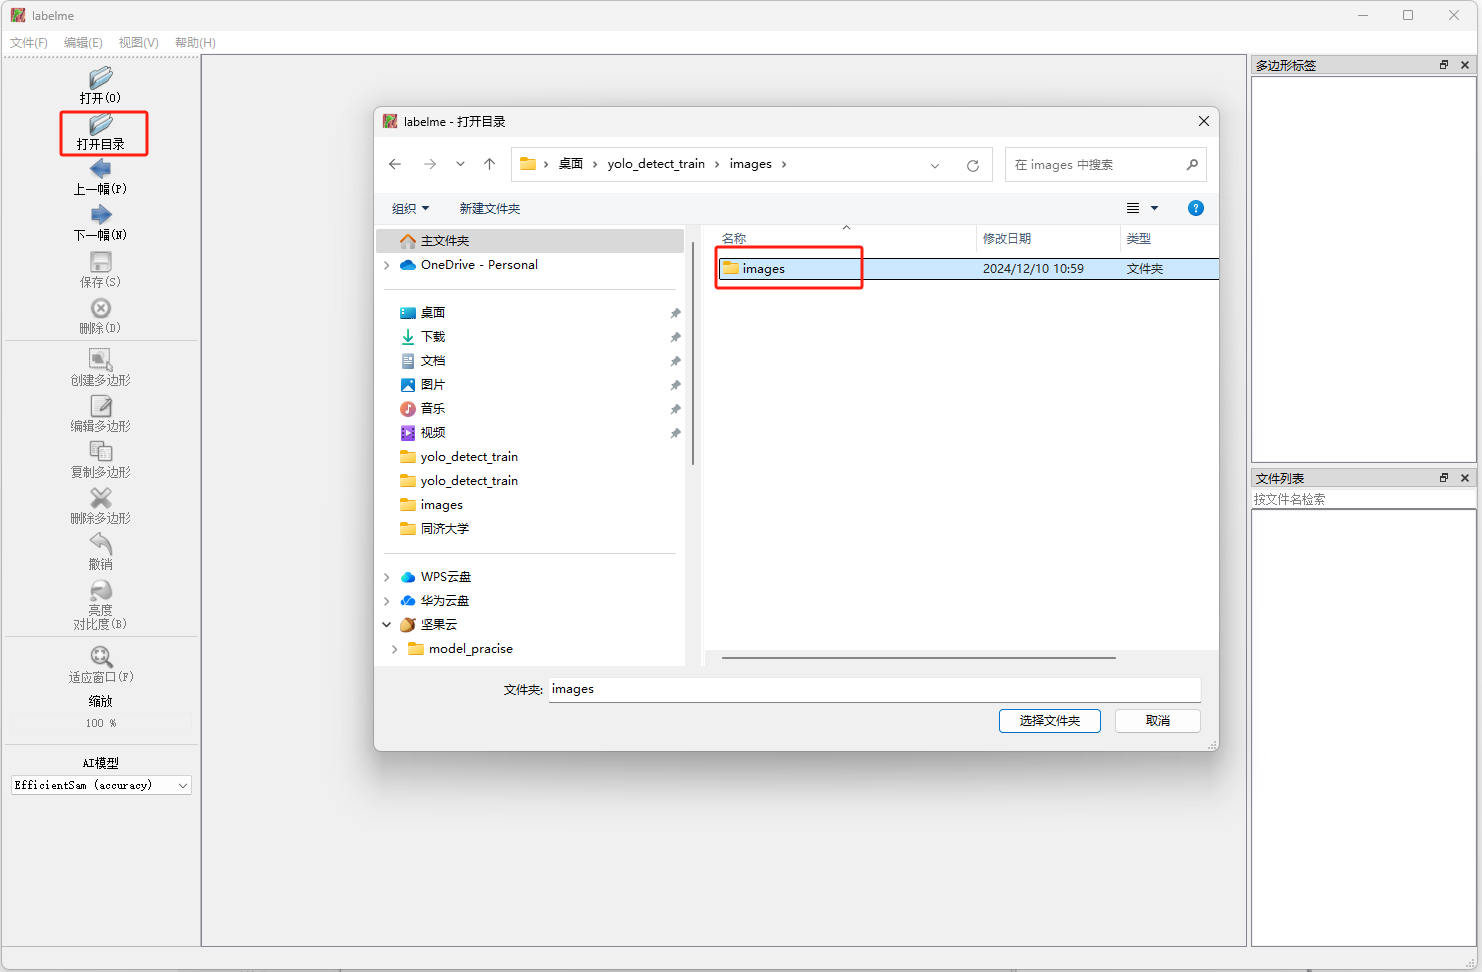 labelme
文件(F) 编辑(E) 视图(V) 帮助(H)
打开(O)
打开目录
上一幅(P)
下一幅(N)
保存(S)
删除(D)
创建多边形
编辑多边形
复制多边形
删除多边形
撤销
亮度
对比度(B)
适应窗口(F)
缩放
100 %
AI模型
EfficientSam (accuracy)
labelme - 打开目录
桌面 yolo_detect_train images
在 images 中搜索
组织 新建文件夹
主文件夹
OneDrive - Personal
桌面
下载
文档
图片
音乐
视频
yolo_detect_train
yolo_detect_train
images
同济大学
WPS云盘
华为云盘
坚果云
model_pracise
名称 修改日期 类型
images 2024/12/10 10:59 文件夹
文件夹: images
选择文件夹 取消
多边形标签
文件列表
按文件名检索